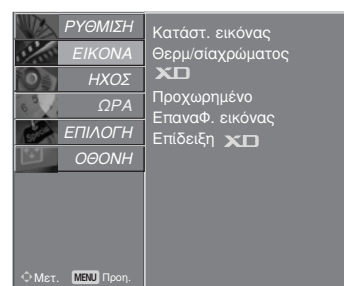 ΡΥΘΜΙΣΗ
ΕΙΚΟΝΑ
ΗΧΟΣ
ΩΡΑ
ΕΠΙΛΟΓΗ
ΟΘΟΝΗ
Κατάστ. εικόνας
Θερμ/σίαχρώματος
XD
Προχωρημένο
ΕπαναΦ. εικόνας
Επίδειξη XD
Μετ. MENU Προη.